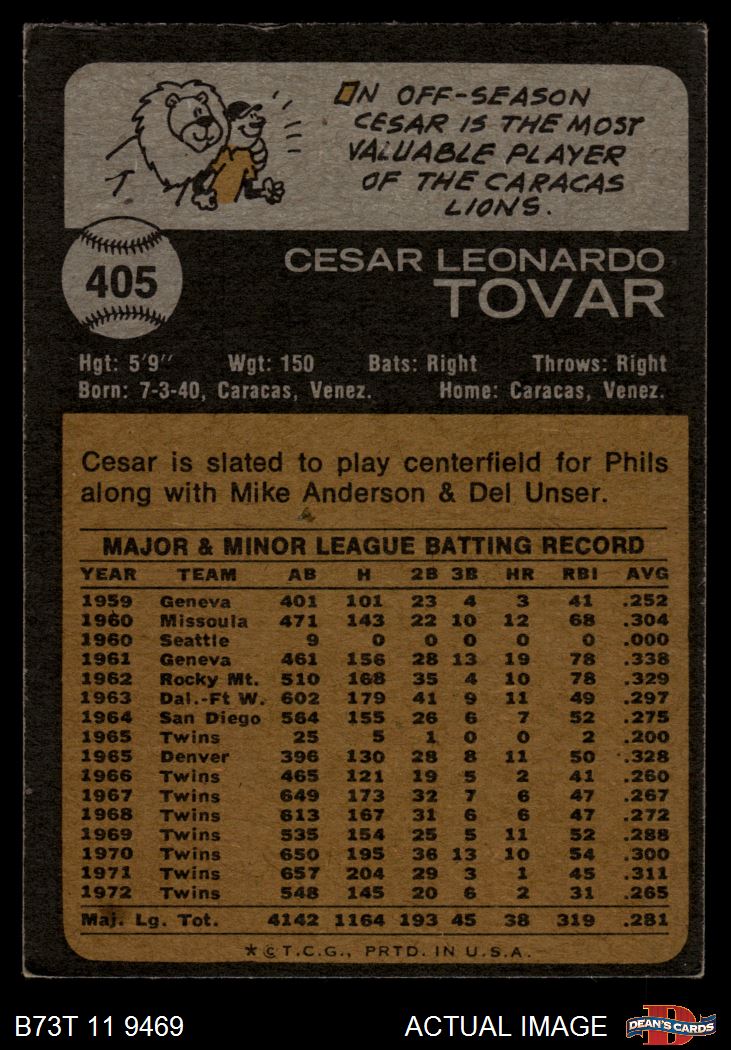 ON OFF-SEASON
CESAR IS THE MOST
VALUABLE PLAYER
OF THE CARACAS
LIONS.
405
CESAR LEONARDO
TOVAR
Hgt: 5'9" Wgt: 150 Bats: Right Throws: Right
Born: 7-3-40, Caracas, Venez. Home: Caracas, Venez.
Cesar is slated to play centerfield for Phils
along with Mike Anderson & Del Unser.
MAJOR & MINOR LEAGUE BATTING RECORD
YEAR TEAM AB H 2B 3B HR RBI AVG
1959 Geneva 401 101 23 4 3 41 .252
1960 Missoula 471 143 22 10 12 68 .304
1960 Seattle 9 0 0 0 0 0 .000
1961 Geneva 461 156 28 13 19 78 .338
1962 Rocky Mt. 510 168 35 4 10 78 .329
1963 Dal.-Ft W. 602 179 41 9 11 49 .297
1964 San Diego 564 155 26 6 7 52 .275
1965 Twins 25 5 1 0 0 2 .200
1965 Denver 396 130 28 8 11 50 .328
1966 Twins 465 121 19 5 2 41 .260
1967 Twins 649 173 32 7 6 47 .267
1968 Twins 613 167 31 6 6 47 .272
1969 Twins 535 154 25 5 11 52 .288
1970 Twins 650 195 36 13 10 54 .300
1971 Twins 657 204 29 3 1 45 .311
1972 Twins 548 145 20 6 2 31 .265
Maj. Lg. Tot. 4142 1164 193 45 38 319 .281
*©T.C.G., PRTD. IN U.S.A.
B73T 11 9469 ACTUAL IMAGE DEAN'S CARDS